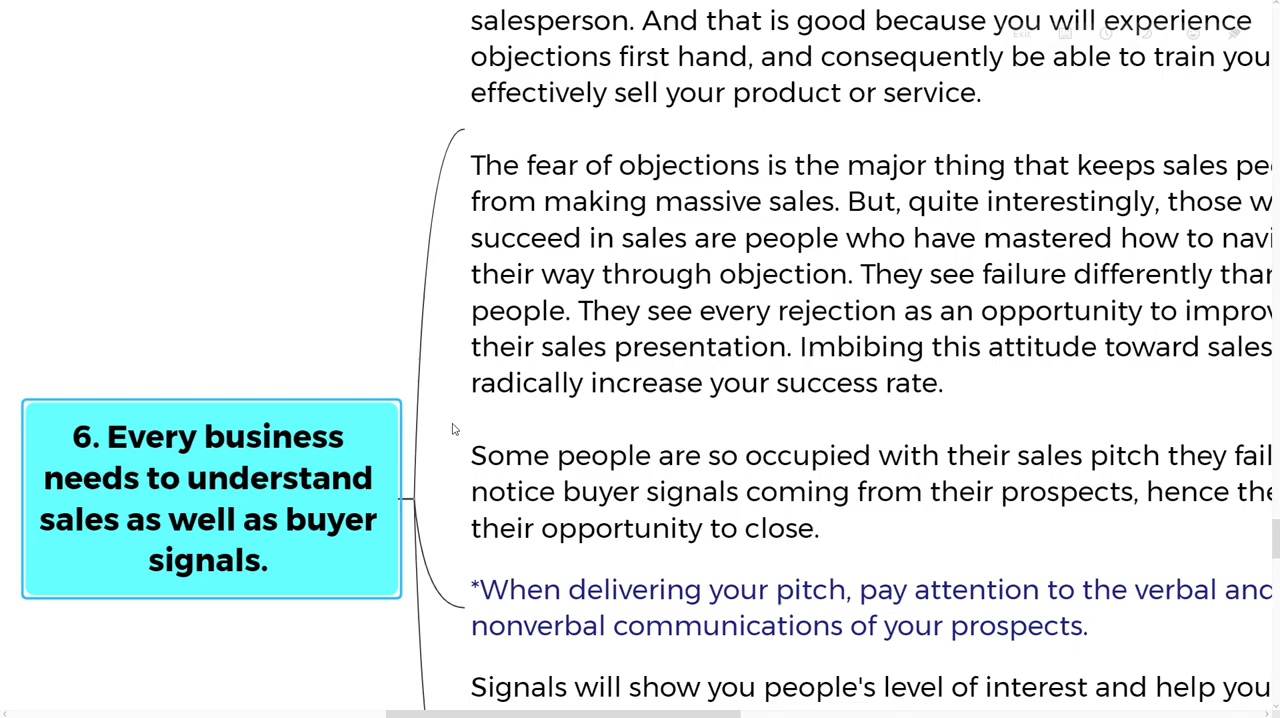 salesperson. And that is good because you will experience
objections first hand, and consequently be able to train you
effectively sell your product or service.
The fear of objections is the major thing that keeps sales
from making massive sales. But, quite interestingly, those
succeed in sales are people who have mastered how to
their way through objection. They see failure differently
people. They see every rejection as an opportunity to
their sales presentation. Imbibing this attitude toward sales
radically increase your success rate.
6. Every business
needs to understand
sales as well as buyer
signals.
Some people are so occupied with their sales pitch they fail
notice buyer signals coming from their prospects, hence
their opportunity to close.
*When delivering your pitch, pay attention to the verbal and
nonverbal communications of your prospects.
Signals will show you people's level of interest and help you
Exit